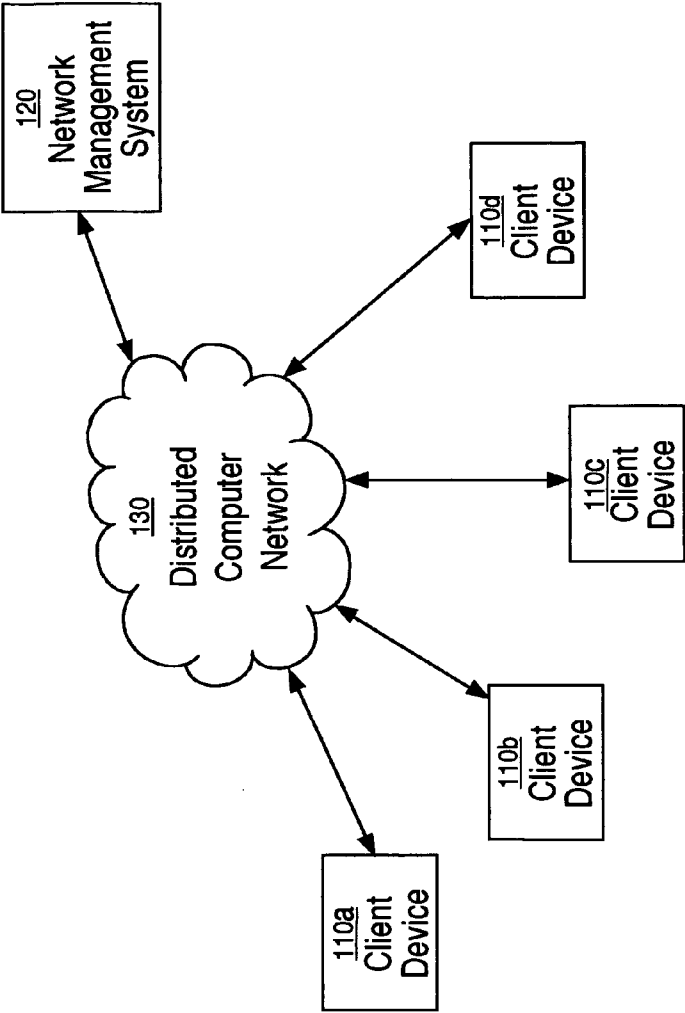 120
Network
Management
System
130
Distributed
Computer
Network
110a
Client
Device
110b
Client
Device
110c
Client
Device
110d
Client
Device